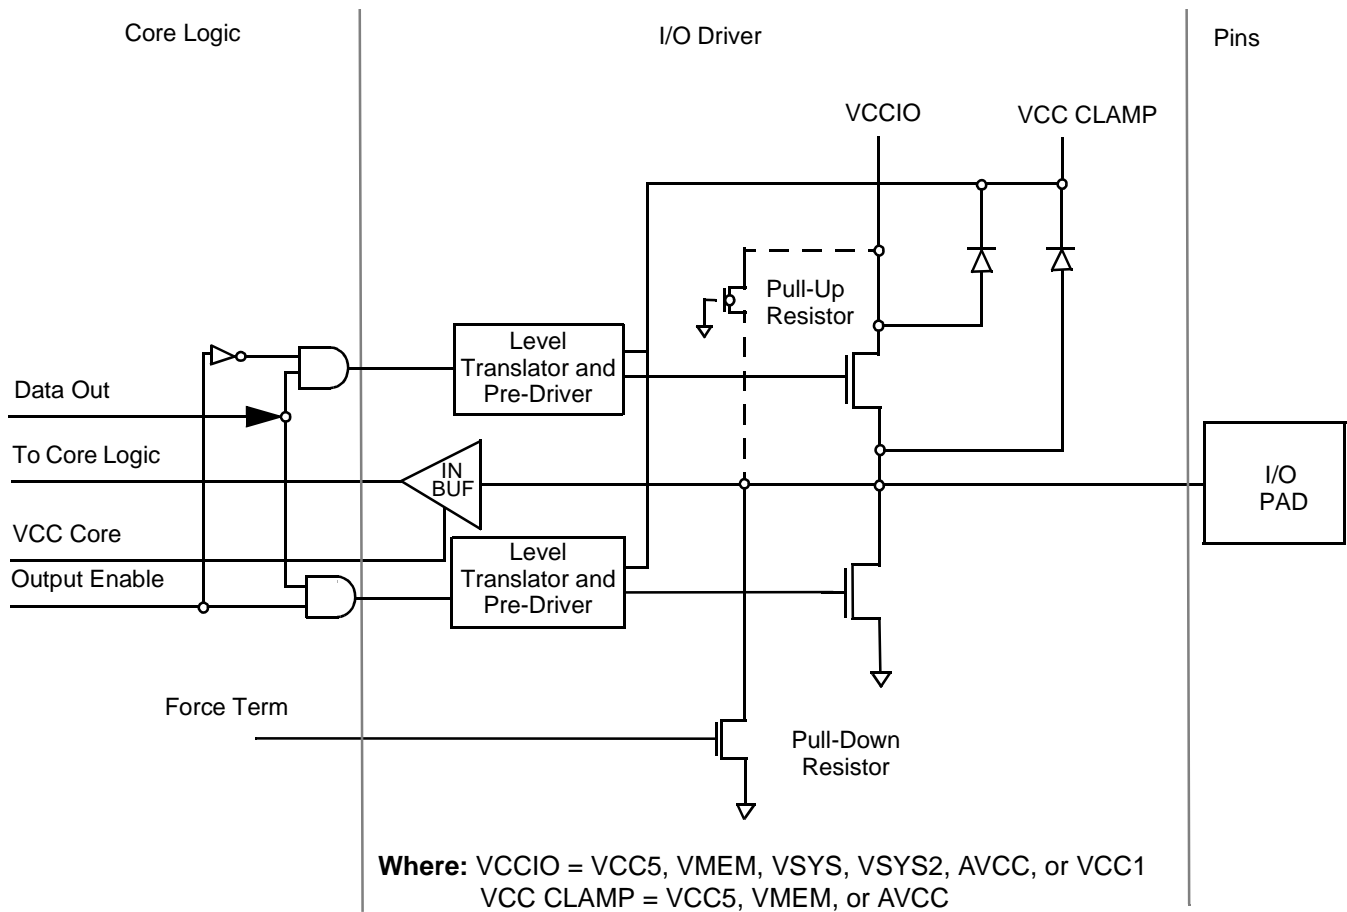 Core Logic
I/O Driver
Pins
VCCIO
VCC CLAMP
Pull-Up
Resistor
Level
Translator and
Pre-Driver
Data Out
To Core Logic
IN
BUF
I/O
PAD
VCC Core
Output Enable
Level
Translator and
Pre-Driver
Force Term
Pull-Down
Resistor
Where: VCCIO = VCC5, VMEM, VSYS, VSYS2, AVCC, or VCC1
VCC CLAMP = VCC5, VMEM, or AVCC